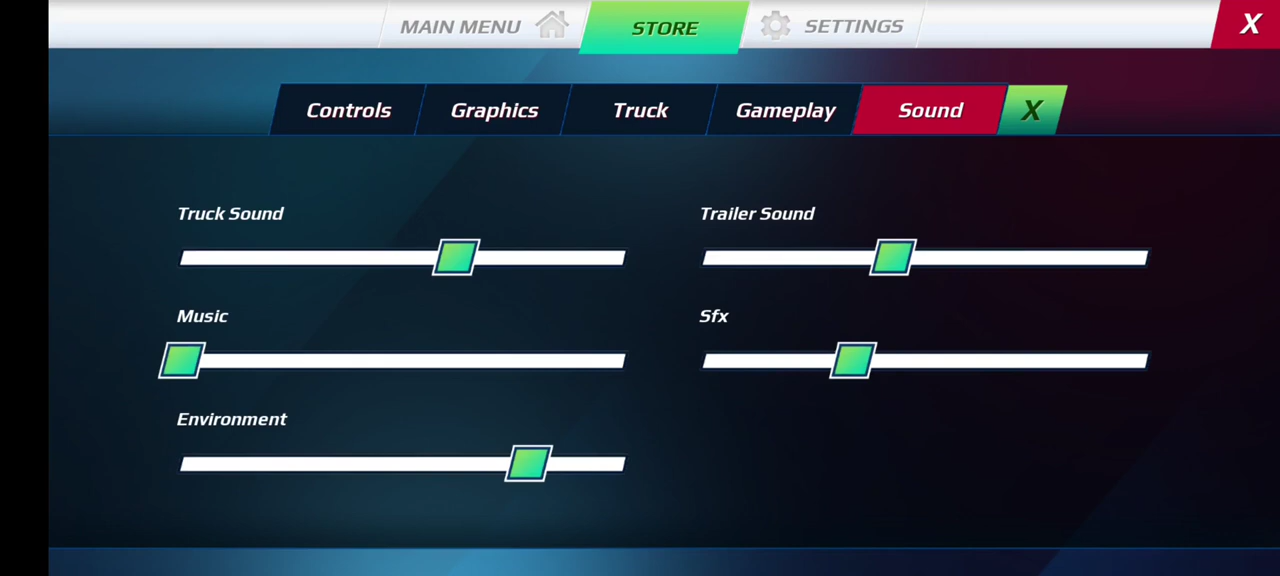 MAIN MENU STORE SETTINGS X
Controls Graphics Truck Gameplay Sound X
Truck Sound Trailer Sound
Music Sfx
Environment